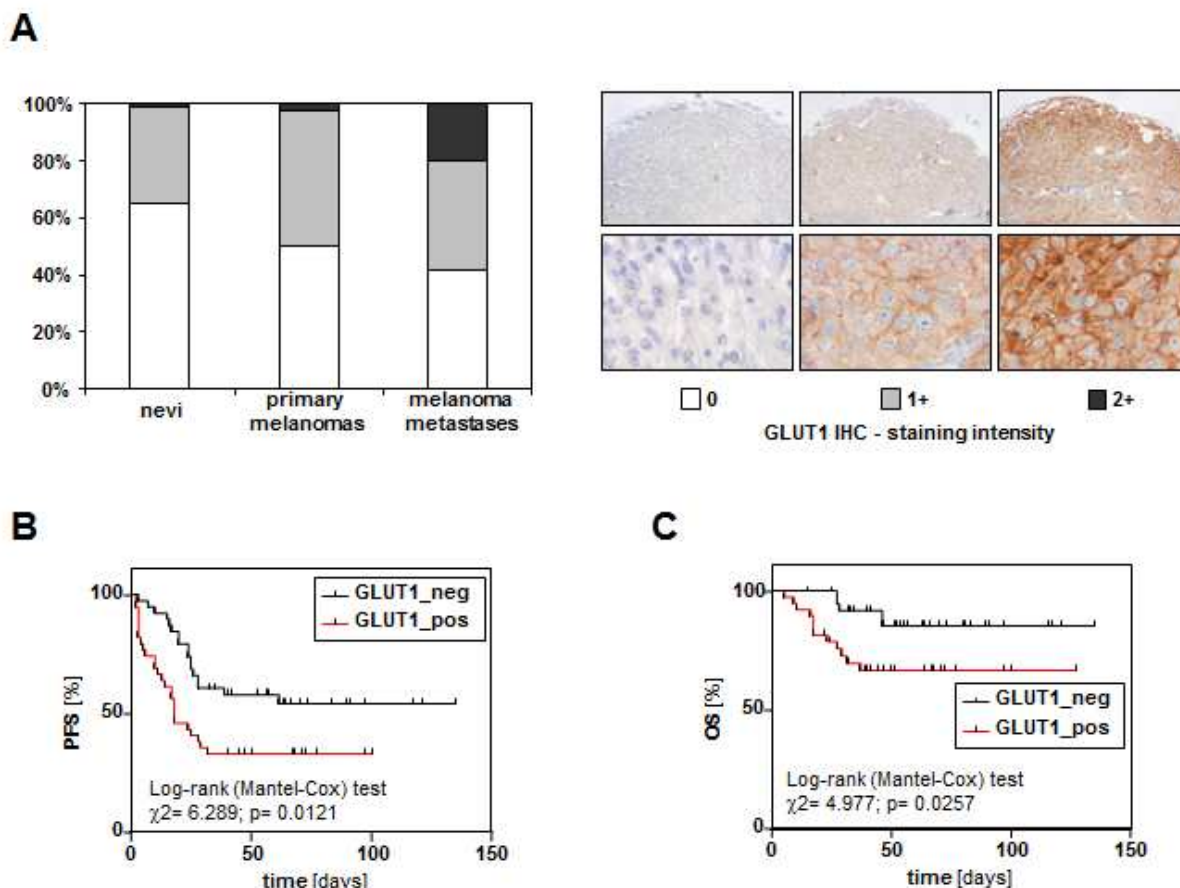 A
100%
80%
60%
40%
20%
0%
nevi
primary
melanomas
melanoma
metastases
0
1+
2+
GLUT1 IHC - staining intensity
B
GLUT1_neg
GLUT1_pos
100
50
0
PFS [%]
Log-rank (Mantel-Cox) test
χ2= 6.289; p= 0.0121
0 50 100 150
time [days]
C
100
50
0
OS [%]
GLUT1_neg
GLUT1_pos
Log-rank (Mantel-Cox) test
χ2= 4.977; p= 0.0257
0 50 100 150
time [days]